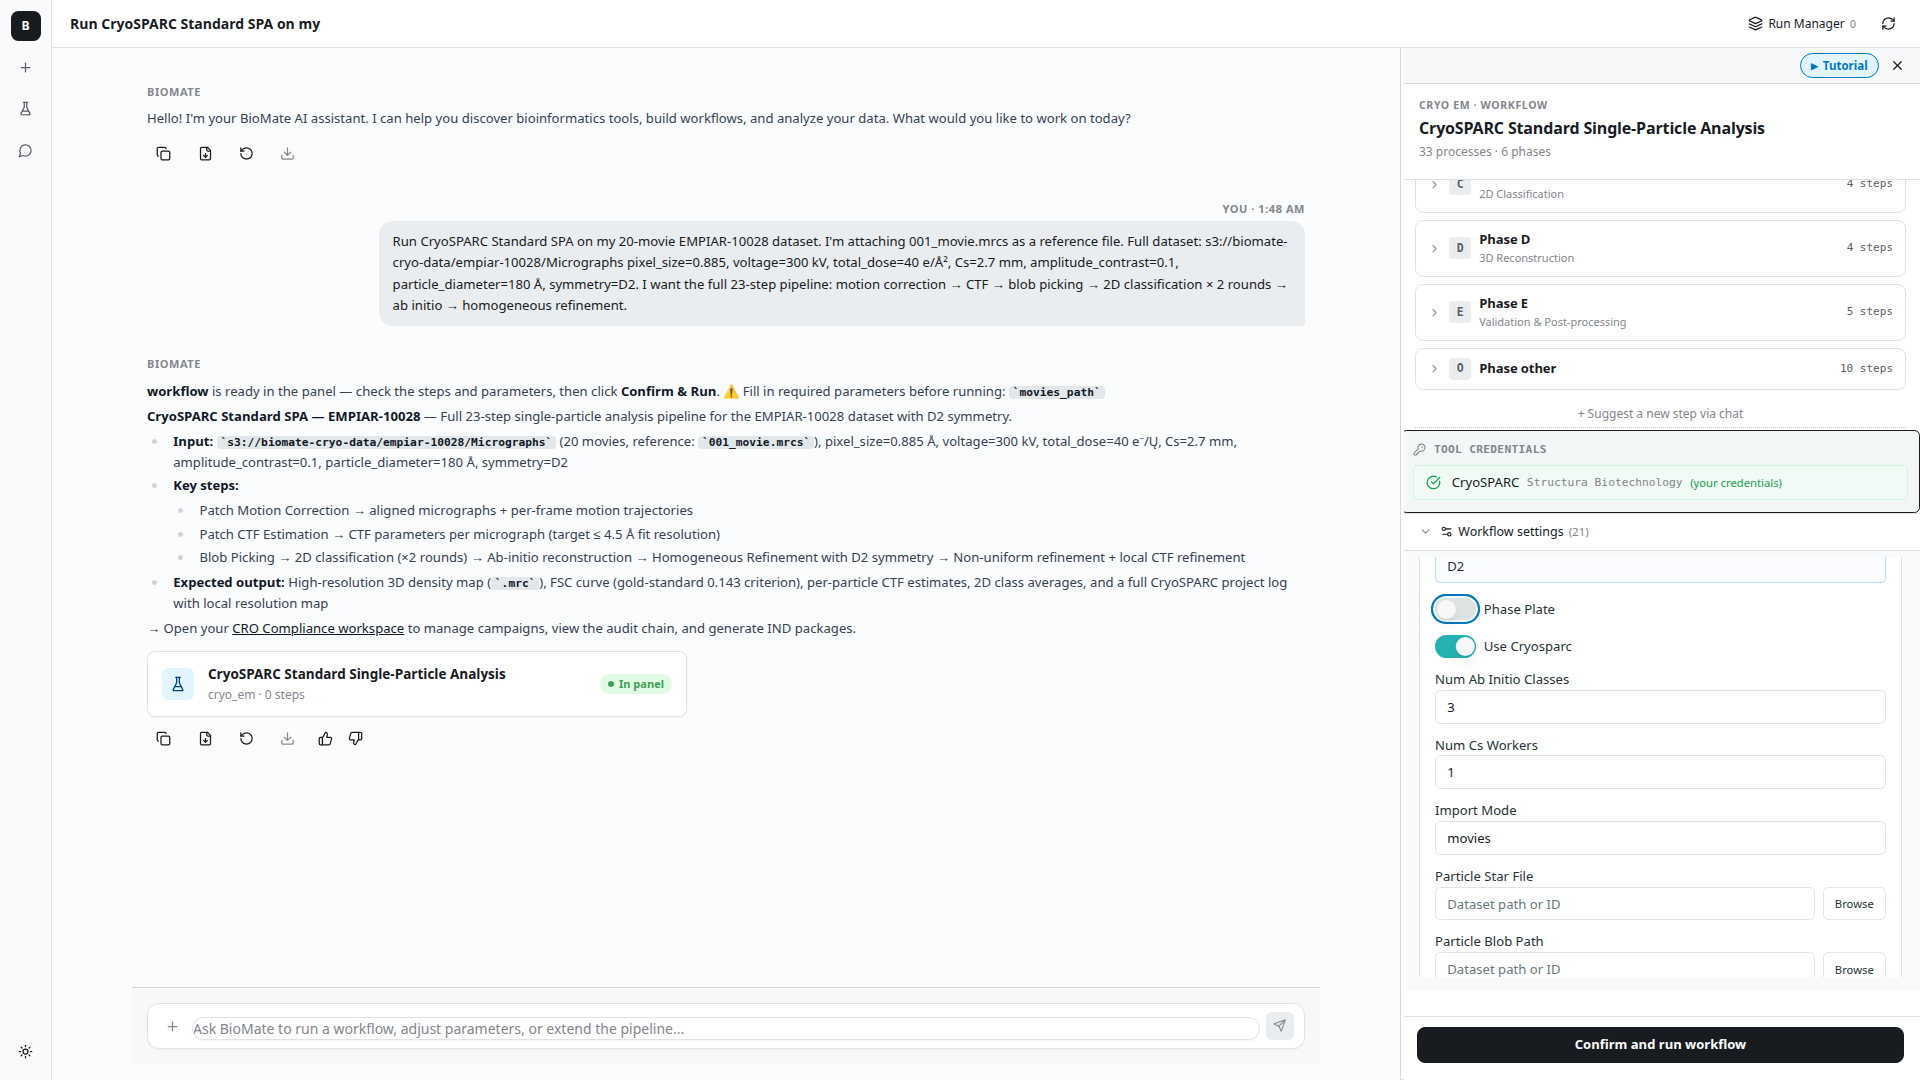 B
Run CryoSPARC Standard SPA on my
Run Manager 0
BIOMATE
Hello! I'm your BioMate AI assistant. I can help you discover bioinformatics tools, build workflows, and analyze your data. What would you like to work on today?
YOU · 1:48 AM
Run CryoSPARC Standard SPA on my 20-movie EMPIAR-10028 dataset. I'm attaching 001_movie.mrcs as a reference file. Full dataset: s3://biomate-
cryo-data/empiar-10028/Micrographs pixel_size=0.885, voltage=300 kV, total_dose=40 e/Å², Cs=2.7 mm, amplitude_contrast=0.1,
particle_diameter=180 Å, symmetry=D2. I want the full 23-step pipeline: motion correction → CTF → blob picking → 2D classification × 2 rounds →
ab initio → homogeneous refinement.
BIOMATE
workflow is ready in the panel — check the steps and parameters, then click Confirm & Run. ⚠️ Fill in required parameters before running: `movies_path`
CryoSPARC Standard SPA — EMPIAR-10028 — Full 23-step single-particle analysis pipeline for the EMPIAR-10028 dataset with D2 symmetry.
Input: `s3://biomate-cryo-data/empiar-10028/Micrographs` (20 movies, reference: `001_movie.mrcs`), pixel_size=0.885 Å, voltage=300 kV, total_dose=40 e⁻/Ų, Cs=2.7 mm,
amplitude_contrast=0.1, particle_diameter=180 Å, symmetry=D2
Key steps:
Patch Motion Correction → aligned micrographs + per-frame motion trajectories
Patch CTF Estimation → CTF parameters per micrograph (target ≤ 4.5 Å fit resolution)
Blob Picking → 2D classification (×2 rounds) → Ab-initio reconstruction → Homogeneous Refinement with D2 symmetry → Non-uniform refinement + local CTF refinement
Expected output: High-resolution 3D density map (`.mrc`), FSC curve (gold-standard 0.143 criterion), per-particle CTF estimates, 2D class averages, and a full CryoSPARC project log
with local resolution map
→ Open your CRO Compliance workspace to manage campaigns, view the audit chain, and generate IND packages.
CryoSPARC Standard Single-Particle Analysis
cryo_em · 0 steps
In panel
Ask BioMate to run a workflow, adjust parameters, or extend the pipeline...
▶ Tutorial
CRYO EM · WORKFLOW
CryoSPARC Standard Single-Particle Analysis
33 processes · 6 phases
C
2D Classification
4 steps
D
Phase D
3D Reconstruction
4 steps
E
Phase E
Validation & Post-processing
5 steps
O
Phase other
10 steps
+ Suggest a new step via chat
TOOL CREDENTIALS
CryoSPARC Structura Biotechnology (your credentials)
Workflow settings (21)
D2
Phase Plate
Use Cryosparc
Num Ab Initio Classes
3
Num Cs Workers
1
Import Mode
movies
Particle Star File
Dataset path or ID
Browse
Particle Blob Path
Dataset path or ID
Browse
Confirm and run workflow